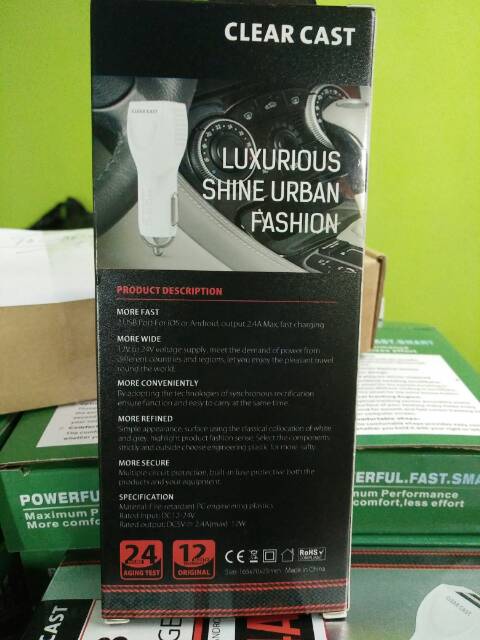 CLEAR CAST
CLEAR CAST
LUXURIOUS
SHINE URBAN
FASHION
PRODUCT DESCRIPTION
MORE FAST
2 USB Port For iOS or Android, output 2.4A Max, fast charging
MORE WIDE
12V to 24V voltage supply, meet the demand of power from
different countries and regions, let you enjoy the pleasant travel
round the world.
MORE CONVENIENTLY
By adopting the technologies of synchronous rectification
ensure function and easy to carry at the same time.
MORE REFINED
Simple appearance, surface using the classical collocation of white
and grey, highlight product fashion sense. Select the components
strictly and outside choose engineering plastic for more safty.
MORE SECURE
Multiple circuit protection, built-in fuse protective both the
products and your equipment.
SPECIFICATION
Material: Fire-retardant PC engineering plastics
Rated Input: DC12-24V
Rated output: DC5V 2.4A(max) 12W
24
AGING TEST
12
ORIGINAL
CE FC RoHS
Made in China
POWERFU
Maximum P
More comfo
FAST.SMART
ERFUL.FAST.SMA
num Performance
comfort,less effort
R CAST